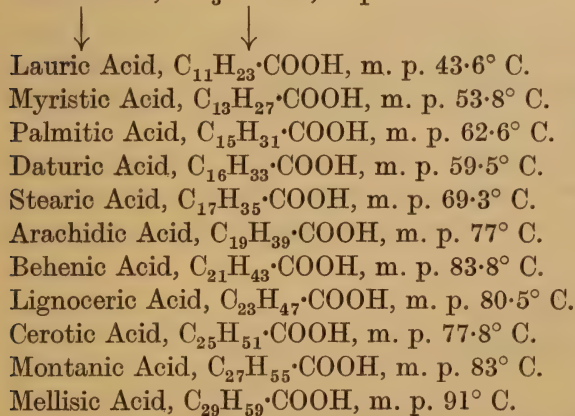 Lauric Acid, C₁₁H₂₃·COOH, m. p. 43·6° C.
Myristic Acid, C₁₃H₂₇·COOH, m. p. 53·8° C.
Palmitic Acid, C₁₅H₃₁·COOH, m. p. 62·6° C.
Daturic Acid, C₁₆H₃₃·COOH, m. p. 59·5° C.
Stearic Acid, C₁₇H₃₅·COOH, m. p. 69·3° C.
Arachidic Acid, C₁₉H₃₉·COOH, m. p. 77° C.
Behenic Acid, C₂₁H₄₃·COOH, m. p. 83·8° C.
Lignoceric Acid, C₂₃H₄₇·COOH, m. p. 80·5° C.
Cerotic Acid, C₂₅H₅₁·COOH, m. p. 77·8° C.
Montanic Acid, C₂₇H₅₅·COOH, m. p. 83° C.
Mellisic Acid, C₂₉H₅₉·COOH, m. p. 91° C.